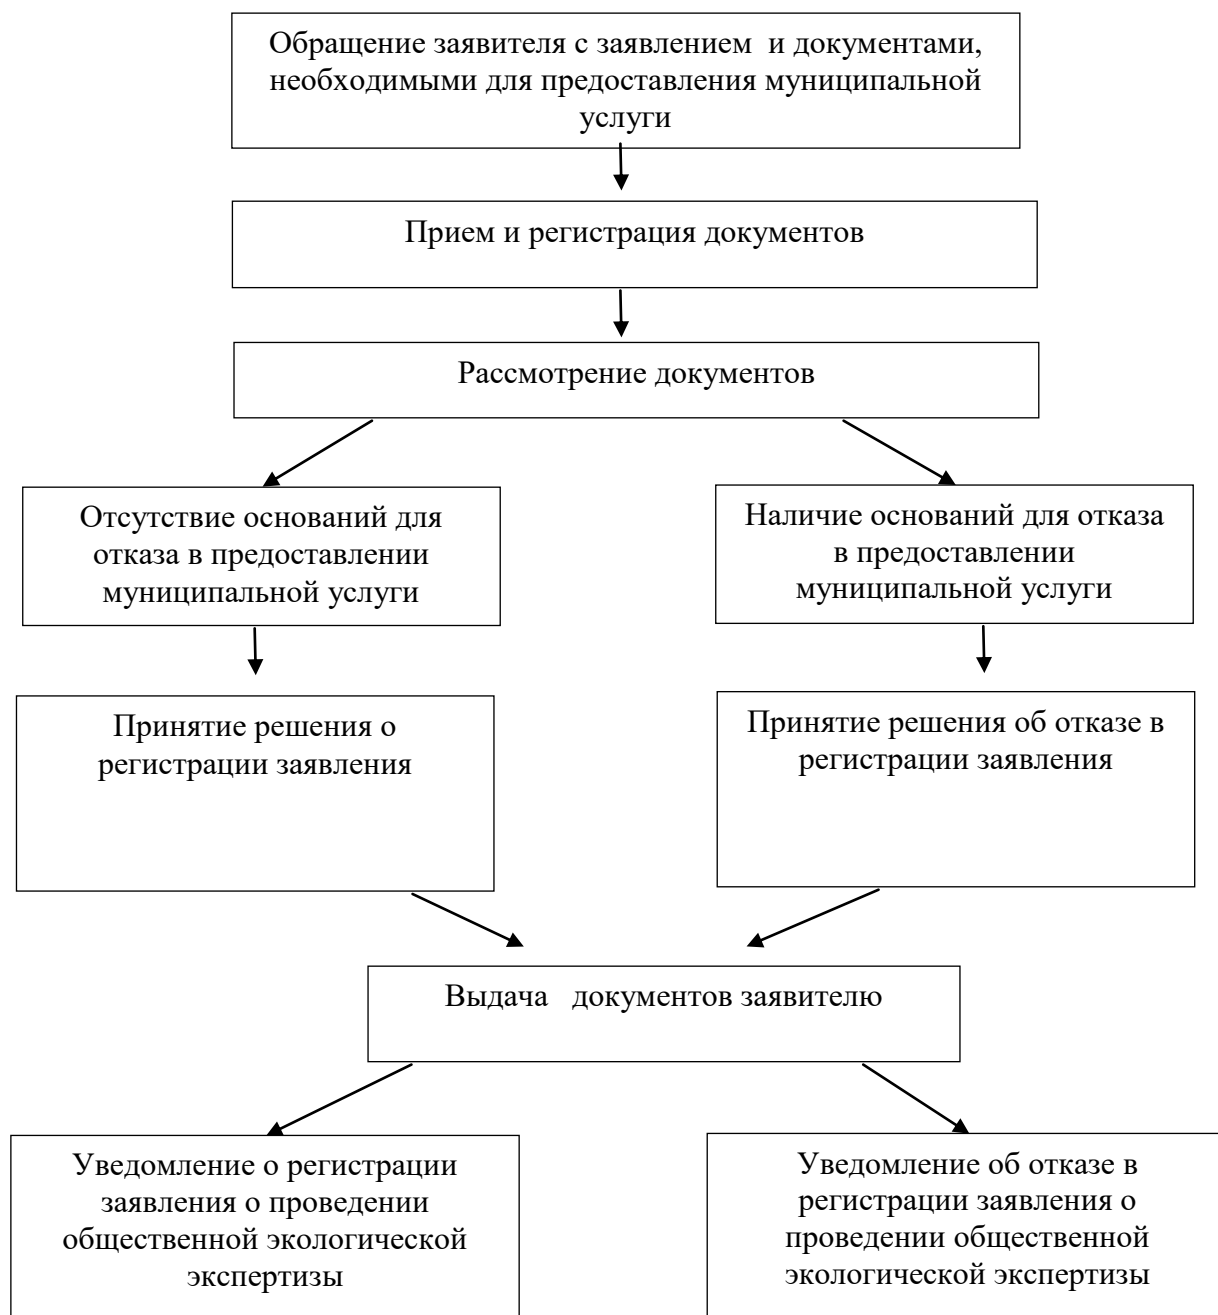 Обращение заявителя с заявлением и документами,
необходимыми для предоставления муниципальной
услуги
Прием и регистрация документов
Рассмотрение документов
Отсутствие оснований для
отказа в предоставлении
муниципальной услуги
Наличие оснований для отказа
в предоставлении
муниципальной услуги
Принятие решения о
регистрации заявления
Принятие решения об отказе в
регистрации заявления
Выдача документов заявителю
Уведомление о регистрации
заявления о проведении
общественной экологической
экспертизы
Уведомление об отказе в
регистрации заявления о
проведении общественной
экологической экспертизы